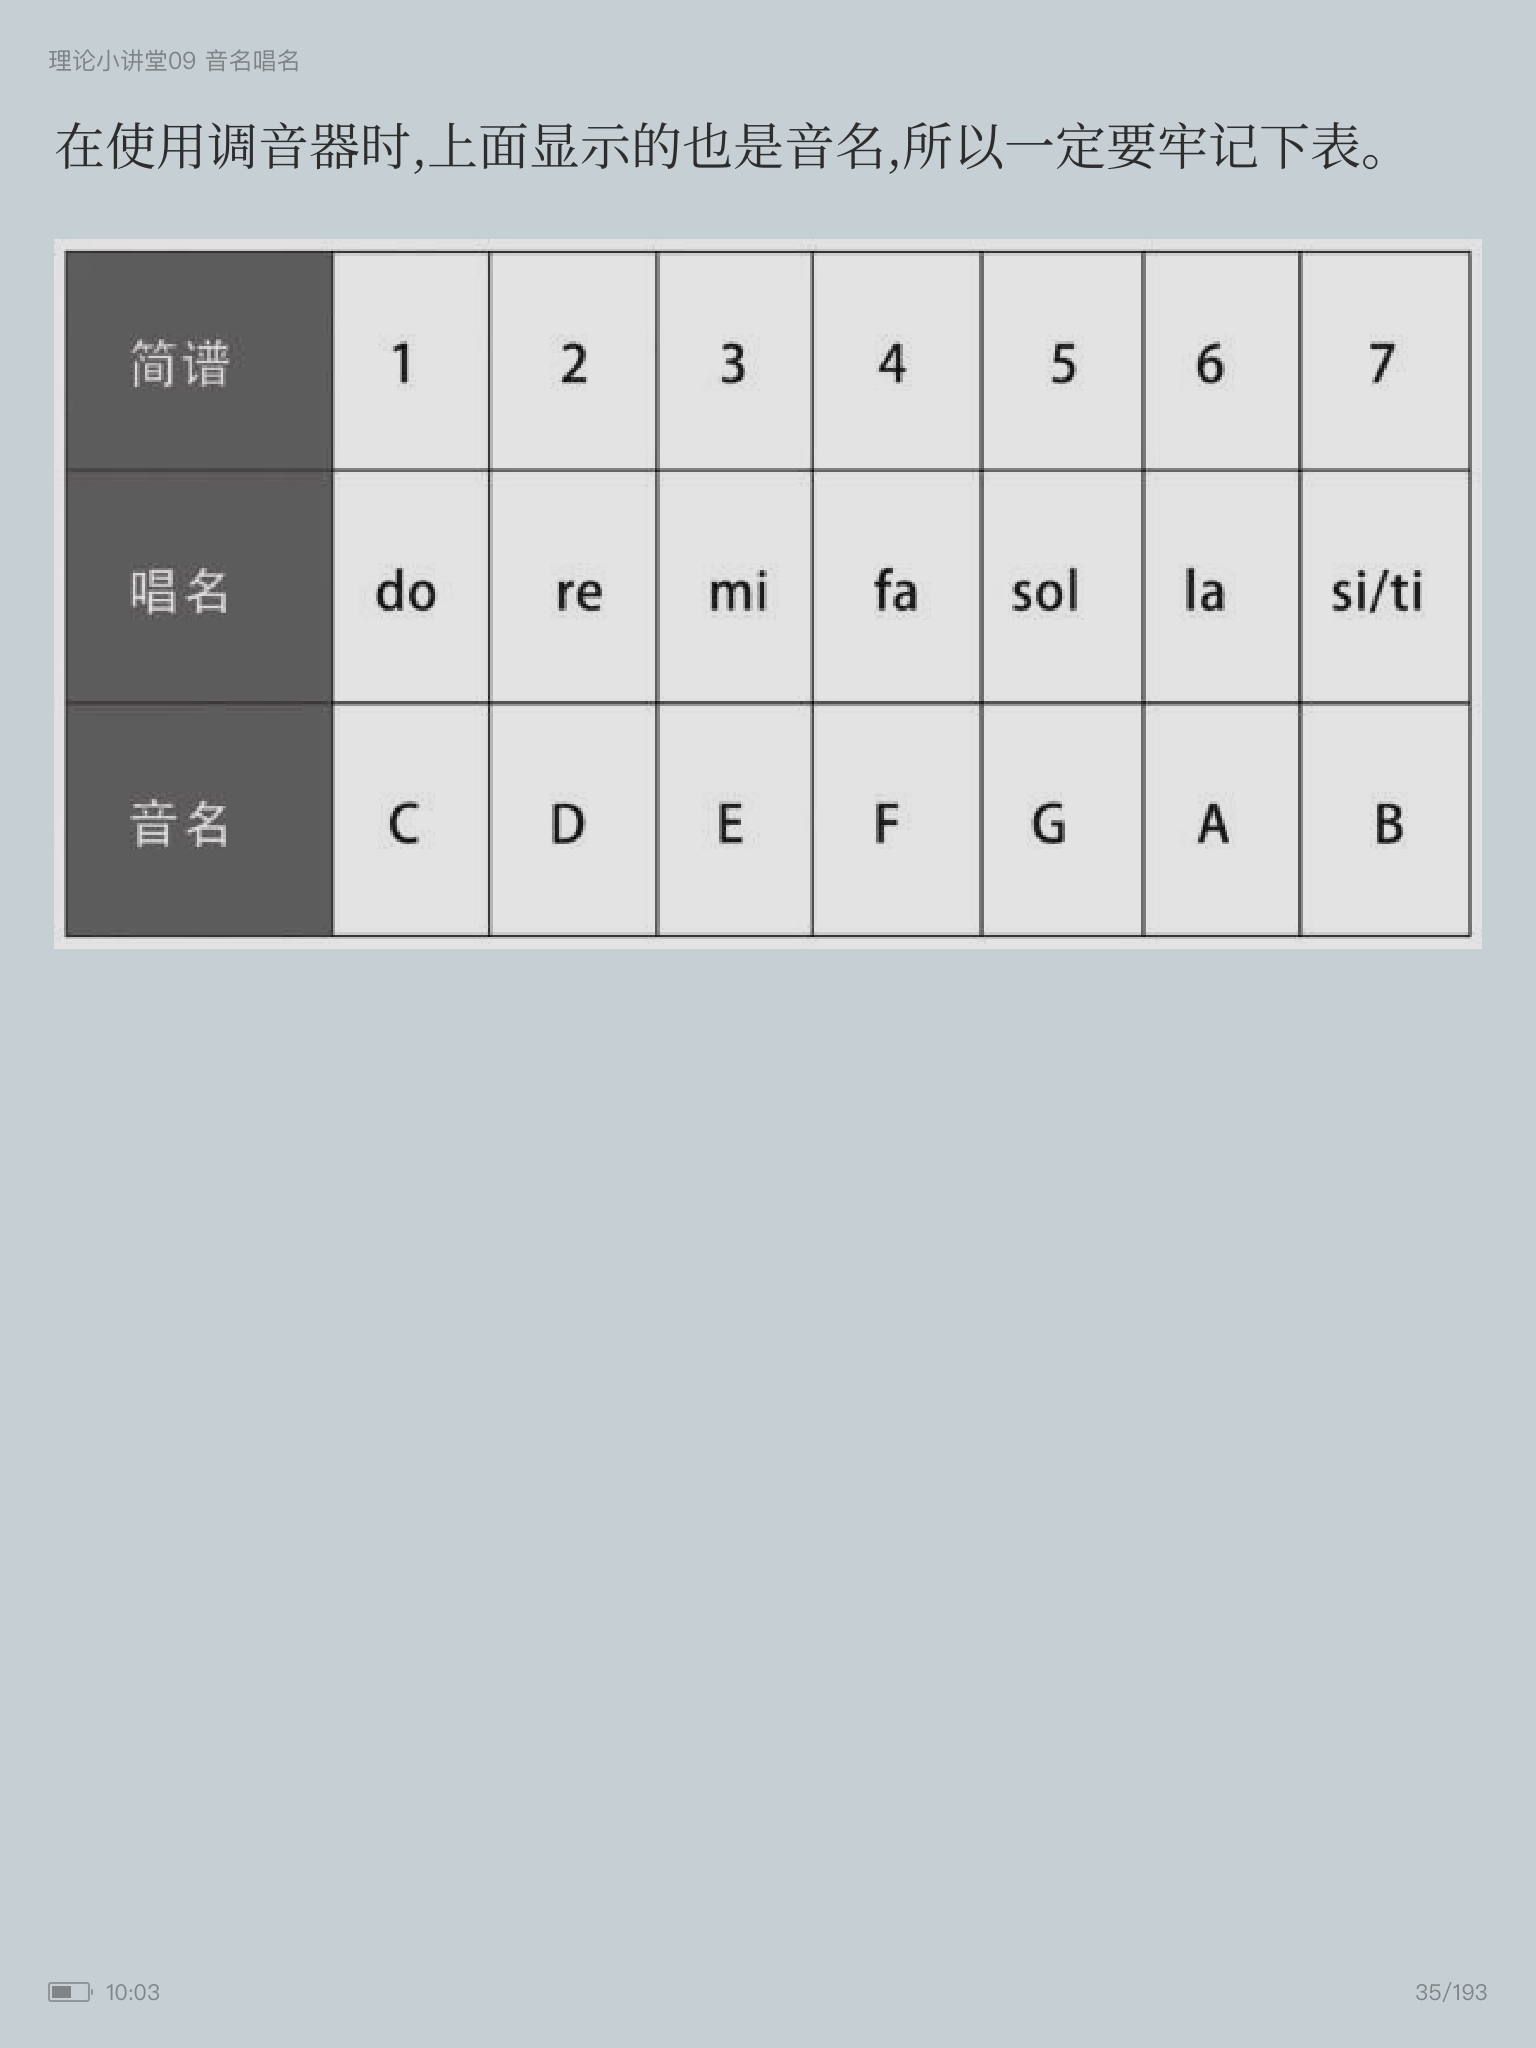 理论小讲堂09 音名唱名
在使用调音器时,上面显示的也是音名,所以一定要牢记下表。
简谱 1 2 3 4 5 6 7
唱名 do re mi fa sol la si/ti
音名 C D E F G A B
10:03 35/193